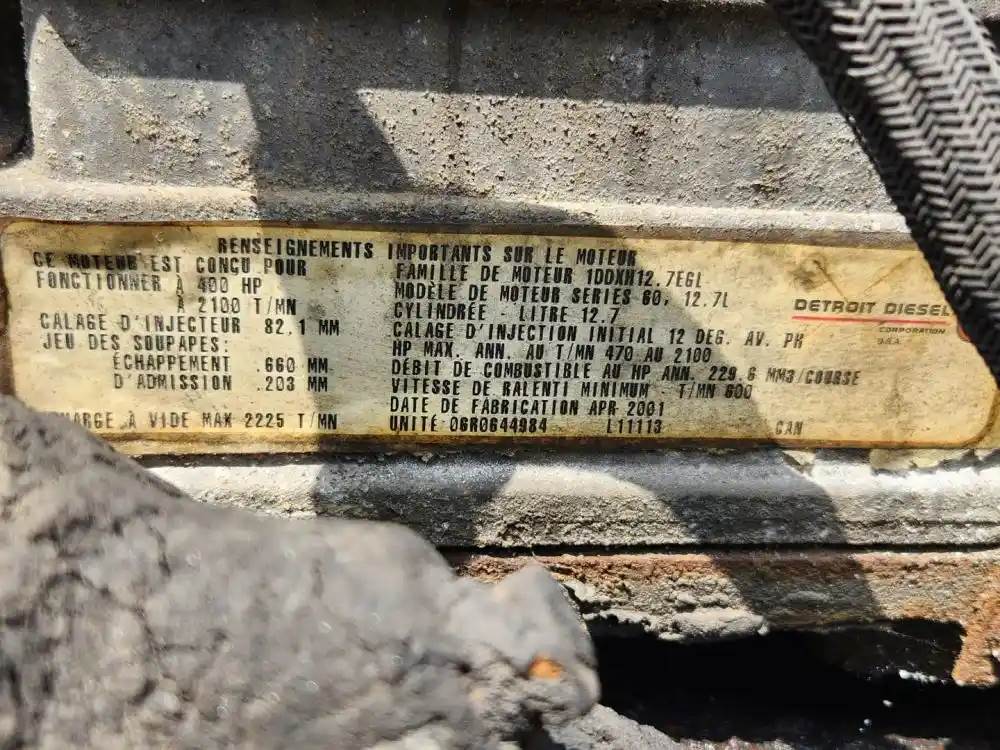 RENSEIGNEMENTS IMPORTANTS SUR LE MOTEUR
CE MOTEUR EST CONÇU POUR
FONCTIONNER À 400 HP
À 2100 T/MN
CALAGE D'INJECTEUR 82.1 MM
JEU DES SOUPAPES:
ÉCHAPPEMENT .660 MM
D'ADMISSION .203 MM
À VIDE MAX 2225 T/MN
FAMILLE DE MOTEUR 1DDXH12.7EGL
MODÈLE DE MOTEUR SERIES 60, 12.7L
CYLINDRÉE - LITRE 12.7
CALAGE D'INJECTION INITIAL 12 DEG. AV. PH
HP MAX. ANN. AU T/MN 470 AU 2100
DÉBIT DE COMBUSTIBLE AU HP ANN. 229.6 MM3/COURSE
VITESSE DE RALENTI MINIMUM - T/MN 600
DATE DE FABRICATION APR 2001
UNITÉ 06R0644984 L11113 CAN
DETROIT DIESEL
CORPORATION
U.S.A.